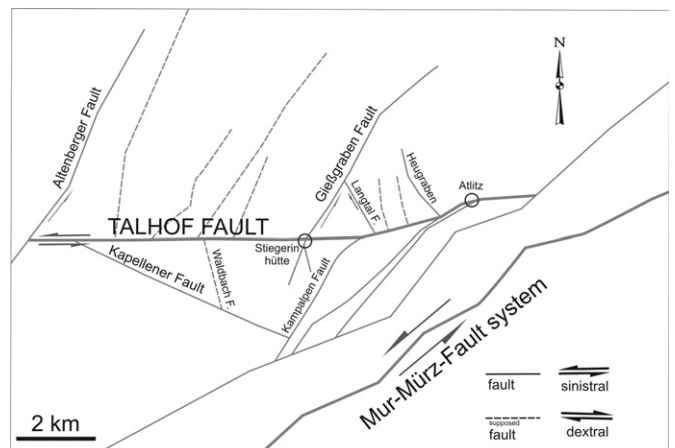 N
Altenberger Fault
Gießgraben Fault
Langtal F.
Heugraben
Atlitz
TALHOF FAULT
Stiegerin
hütte
Kapellener Fault
Waldbach F.
Kampalpen Fault
Mur-Mürz-Fault system
fault
sinistral
supposed
fault
dextral
2 km